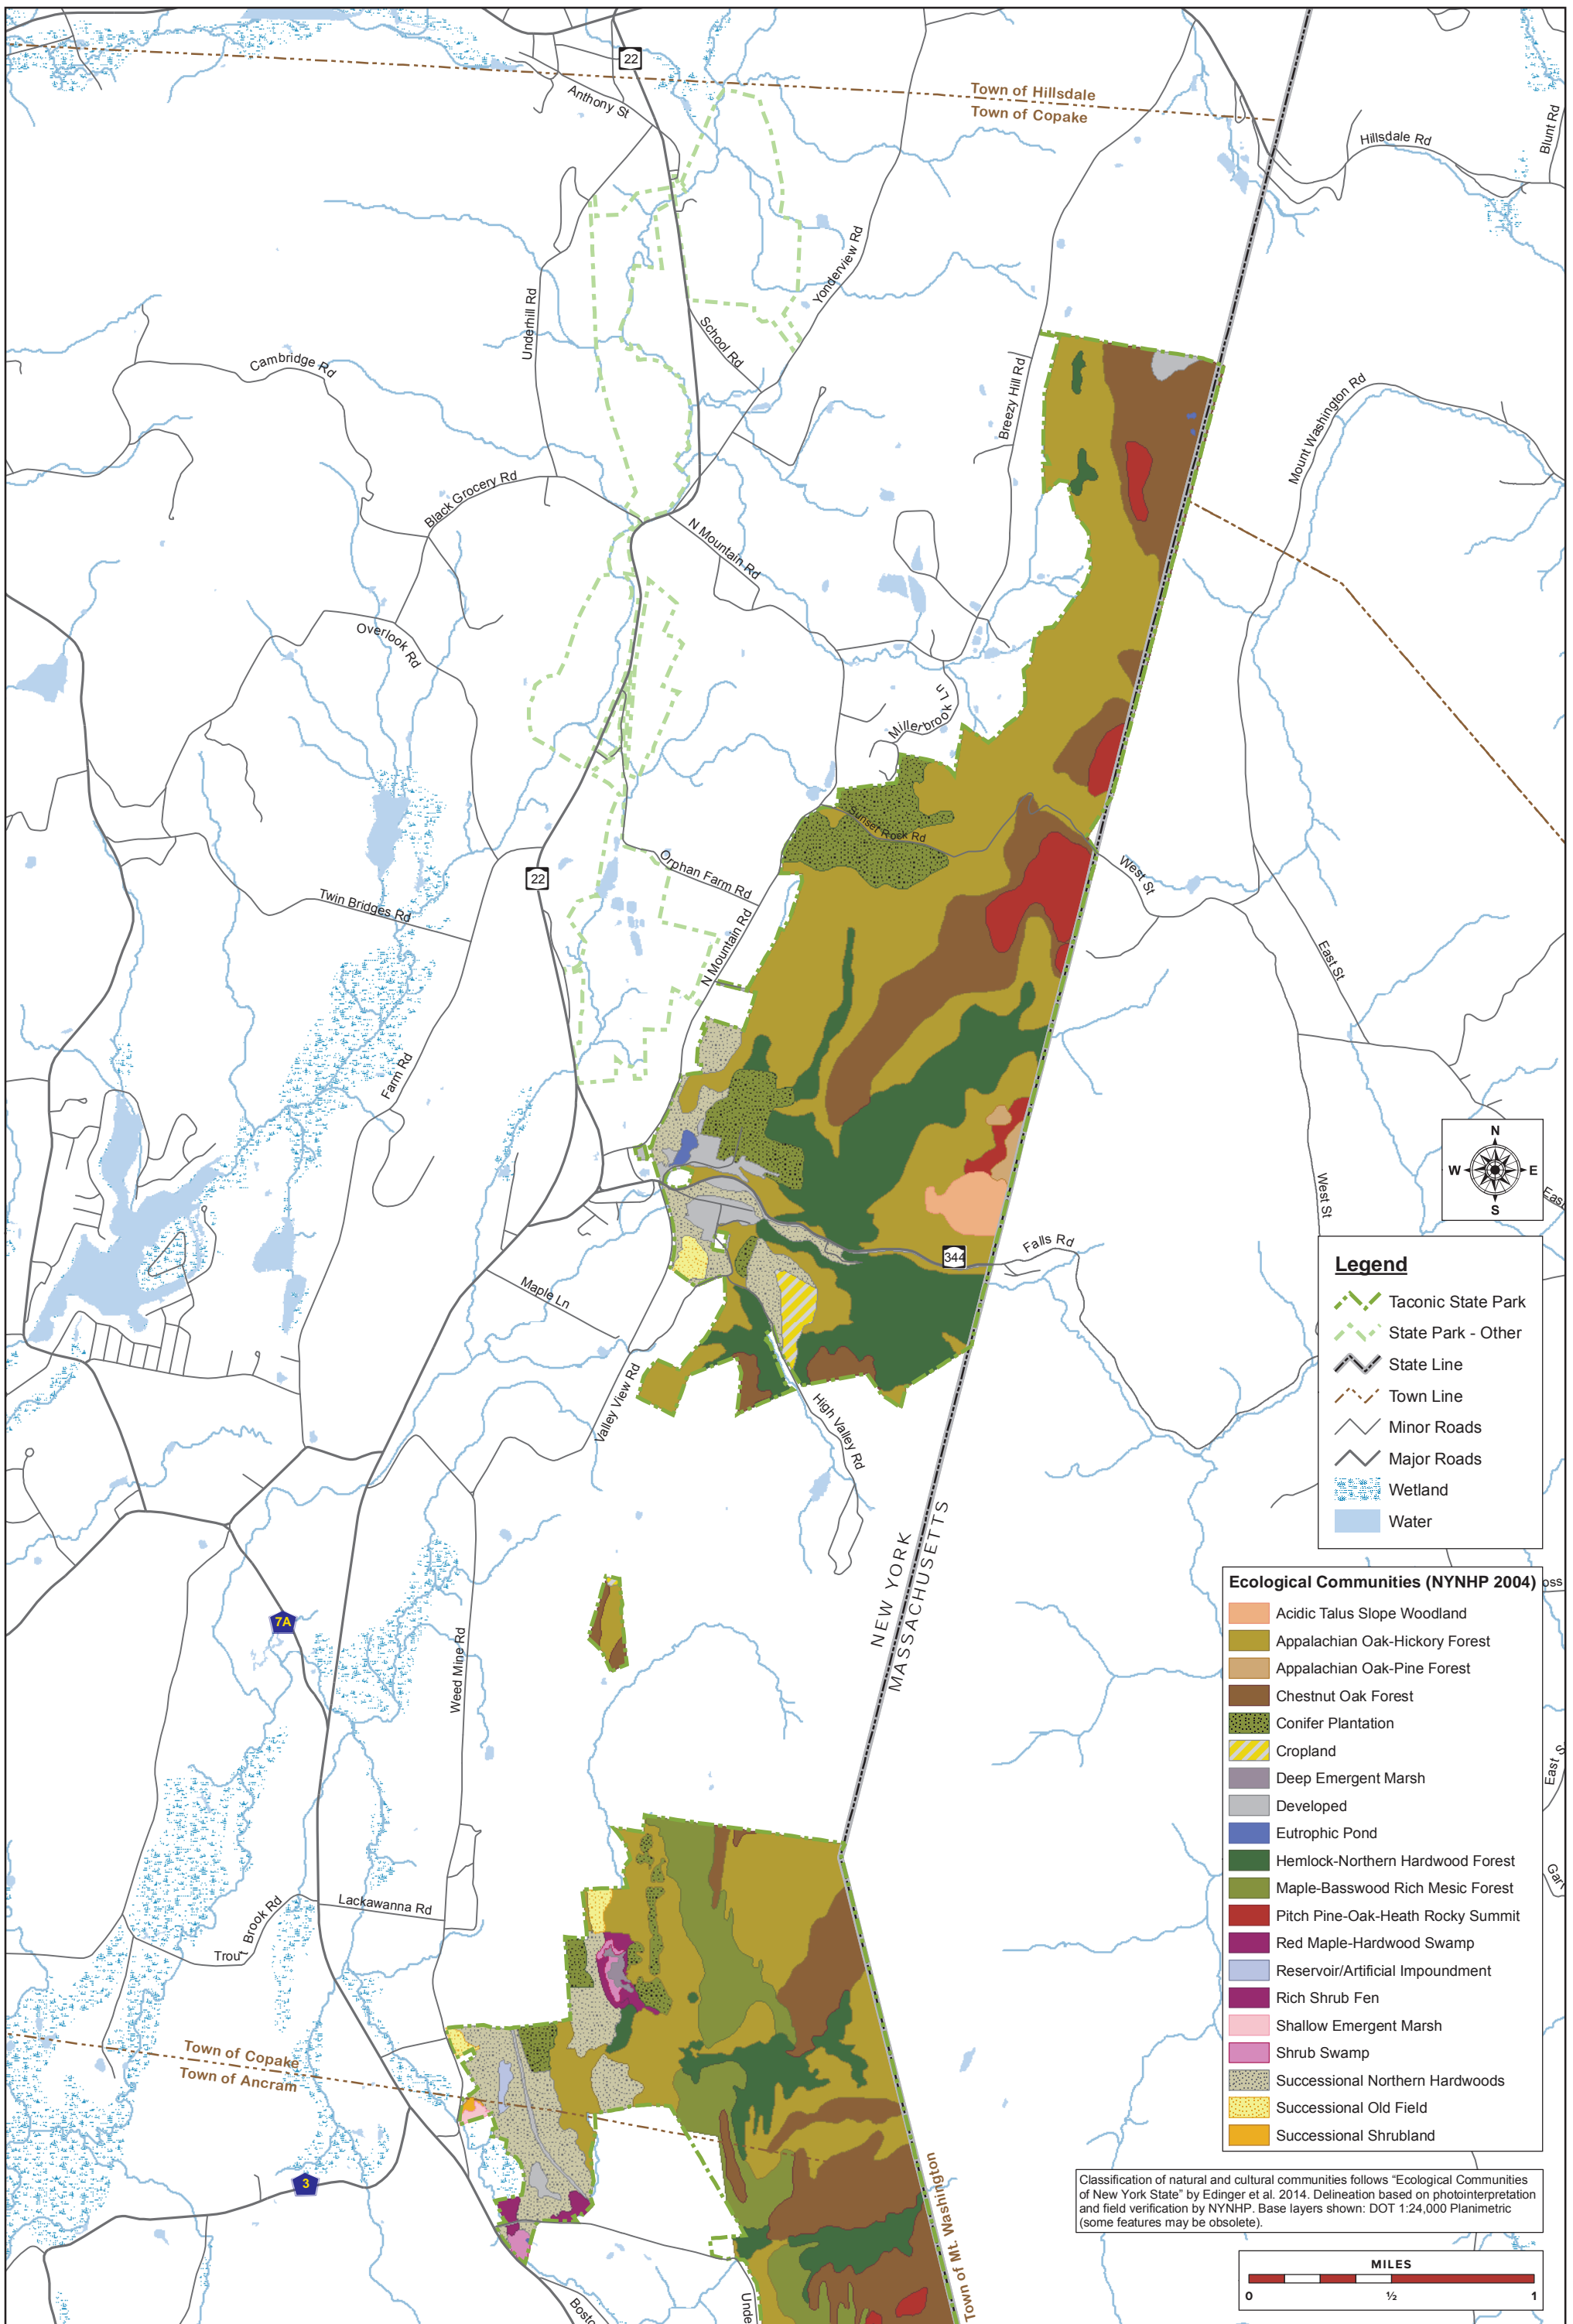 22
Town of Hillsdale
Town of Copake
Anthony St
Hillsdale Rd
Blunt Rd
Yonderview Rd
Underhill Rd
School Rd
Cambridge Rd
Breezy Hill Rd
Mount Washington Rd
Black Grocery Rd
N Mountain Rd
Overlook Rd
Millerbrook Ln
Sunset Rock Rd
Orphan Farm Rd
West St
22
Twin Bridges Rd
N Mountain Rd
East St
Farm Rd
N
W
E
S
West St
East
Falls Rd
344
Maple Ln
Valley View Rd
High Valley Rd
Legend
Taconic State Park
State Park - Other
State Line
Town Line
Minor Roads
Major Roads
Wetland
Water
NEW YORK
MASSACHUSETTS
7A
Weed Mine Rd
oss
Ecological Communities (NYNHP 2004)
Acidic Talus Slope Woodland
Appalachian Oak-Hickory Forest
Appalachian Oak-Pine Forest
Chestnut Oak Forest
Conifer Plantation
Cropland
Deep Emergent Marsh
Developed
Eutrophic Pond
Hemlock-Northern Hardwood Forest
Maple-Basswood Rich Mesic Forest
Pitch Pine-Oak-Heath Rocky Summit
Red Maple-Hardwood Swamp
Reservoir/Artificial Impoundment
Rich Shrub Fen
Shallow Emergent Marsh
Shrub Swamp
Successional Northern Hardwoods
Successional Old Field
Successional Shrubland
East S
Lackawanna Rd
Trout Brook Rd
Town of Copake
Town of Ancram
3
Town of Mt. Washington
Classification of natural and cultural communities follows “Ecological Communities
of New York State” by Edinger et al. 2014. Delineation based on photointerpretation
and field verification by NYNHP. Base layers shown: DOT 1:24,000 Planimetric
(some features may be obsolete).
MILES
0 ½ 1
Bosto
Unde